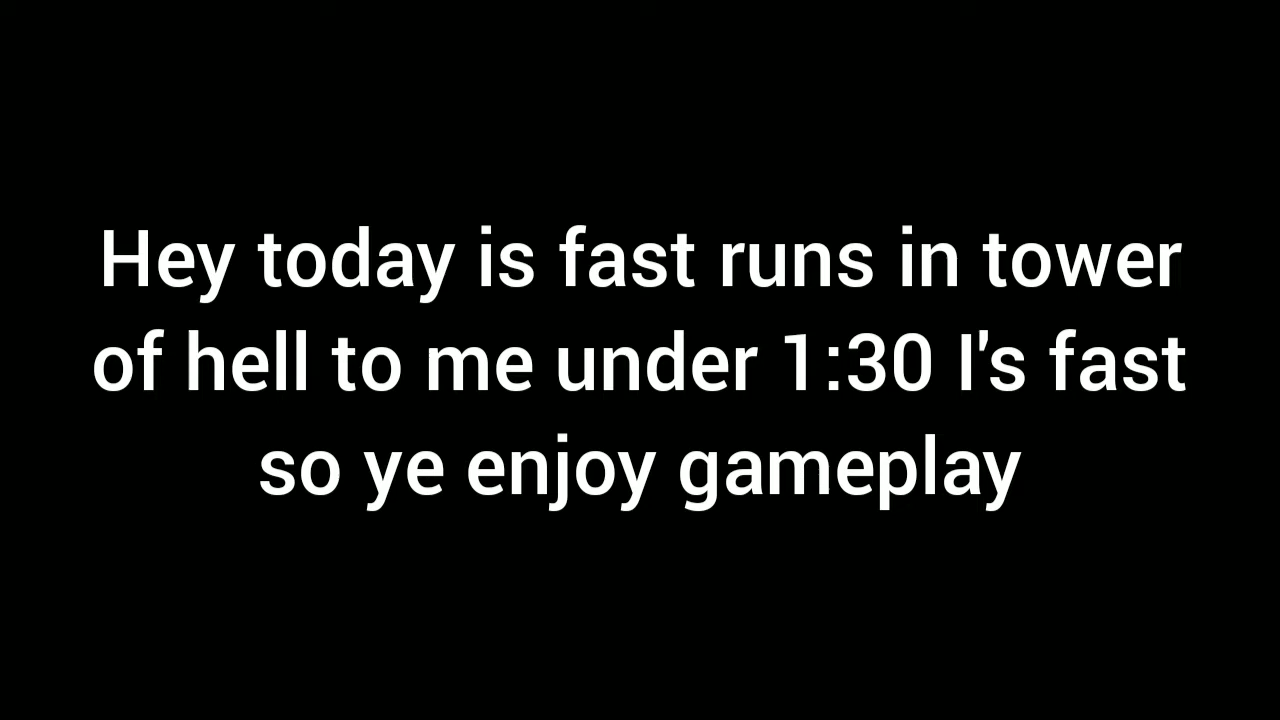 Hey today is fast runs in tower
of hell to me under 1:30 I's fast
so ye enjoy gameplay